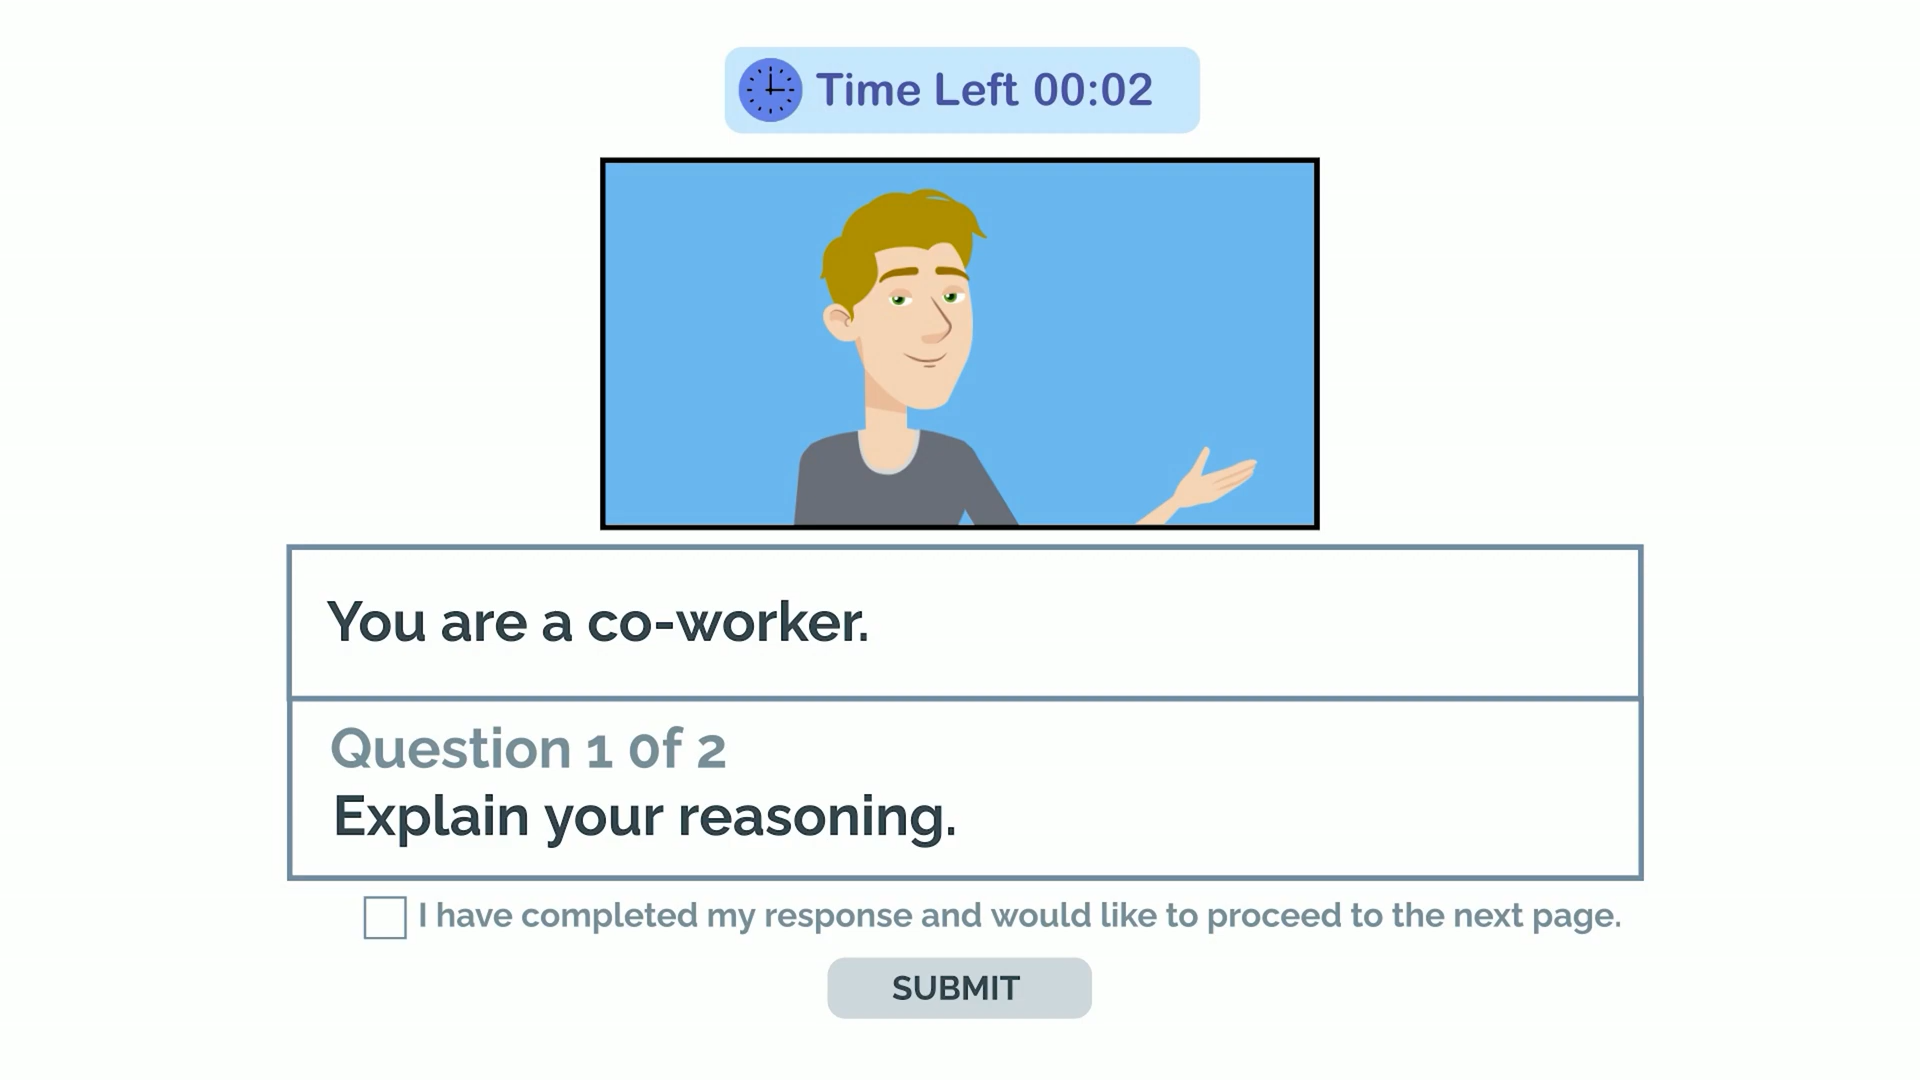 Time Left 00:02
You are a co-worker.
Question 1 0f 2
Explain your reasoning.
I have completed my response and would like to proceed to the next page.
SUBMIT